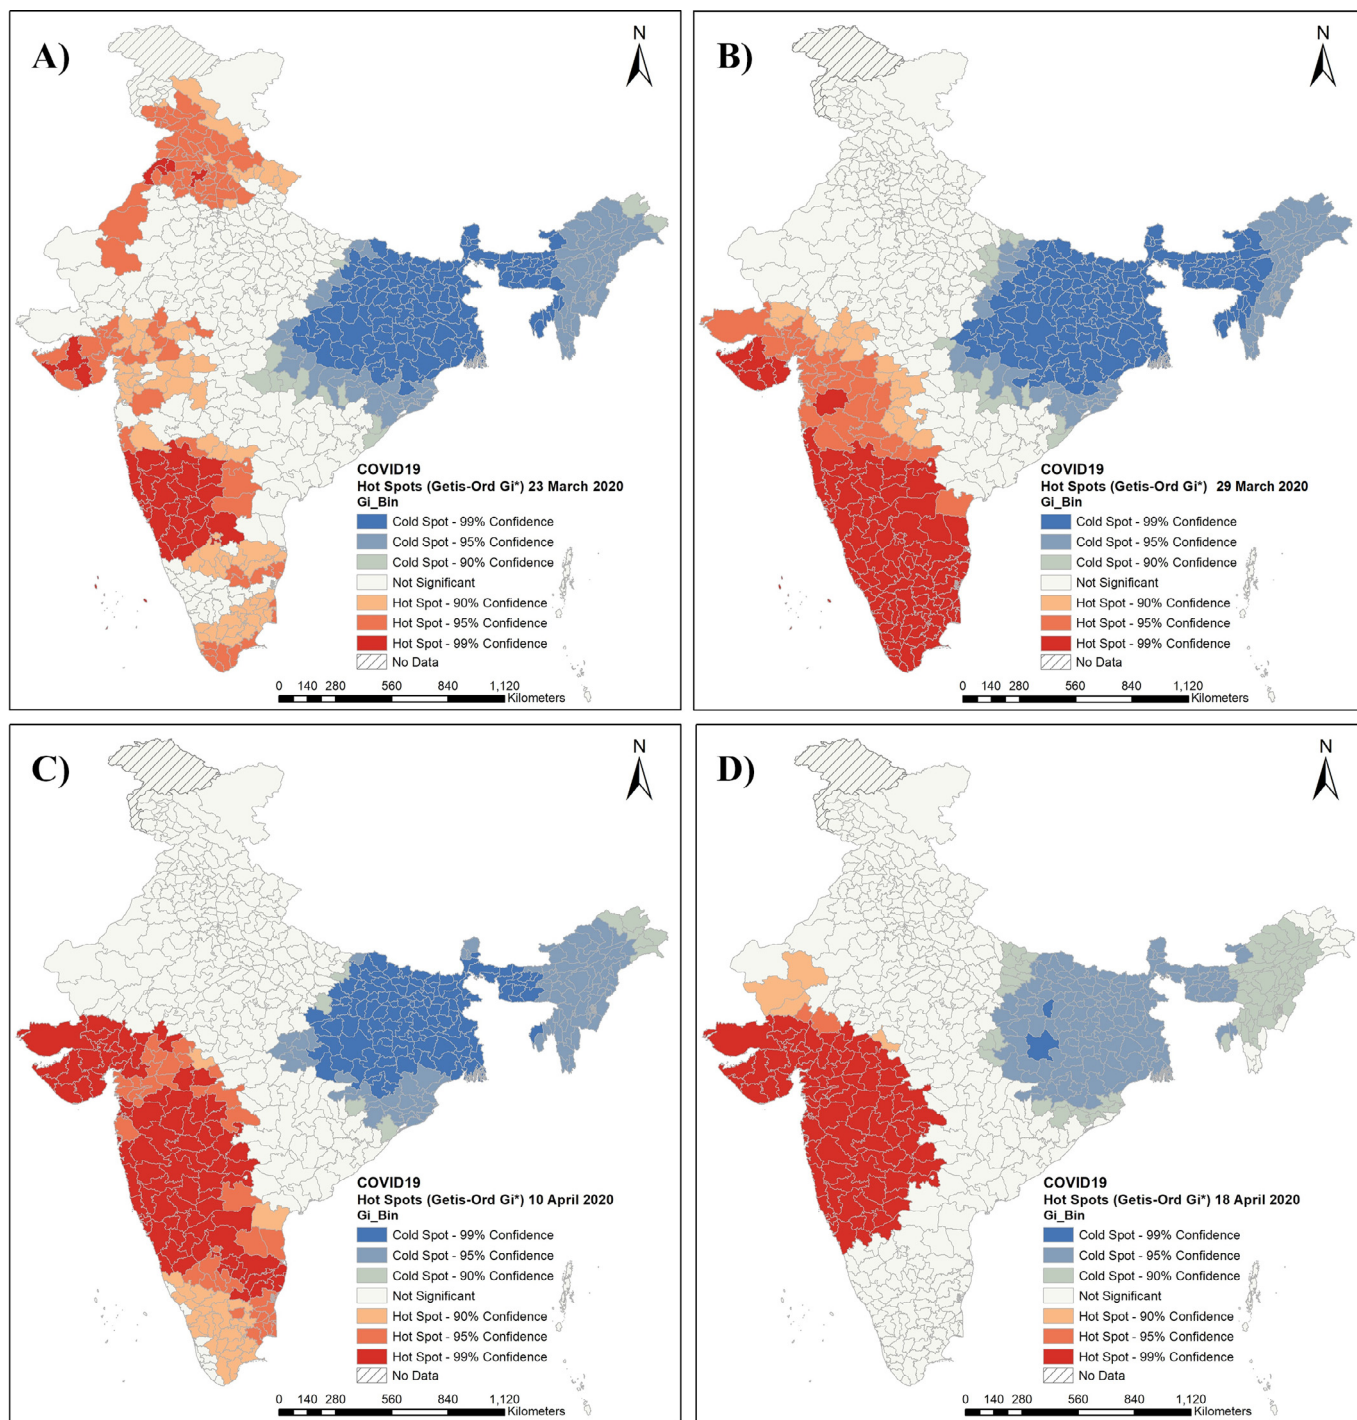 A)
N
COVID19
Hot Spots (Getis-Ord Gi*) 23 March 2020
Gi_Bin
Cold Spot - 99% Confidence
Cold Spot - 95% Confidence
Cold Spot - 90% Confidence
Not Significant
Hot Spot - 90% Confidence
Hot Spot - 95% Confidence
Hot Spot - 99% Confidence
No Data
0 140 280 560 840 1,120
Kilometers
B)
N
COVID19
Hot Spots (Getis-Ord Gi*) 29 March 2020
Gi_Bin
Cold Spot - 99% Confidence
Cold Spot - 95% Confidence
Cold Spot - 90% Confidence
Not Significant
Hot Spot - 90% Confidence
Hot Spot - 95% Confidence
Hot Spot - 99% Confidence
No Data
0 140 280 560 840 1,120
Kilometers
C)
N
COVID19
Hot Spots (Getis-Ord Gi*) 10 April 2020
Gi_Bin
Cold Spot - 99% Confidence
Cold Spot - 95% Confidence
Cold Spot - 90% Confidence
Not Significant
Hot Spot - 90% Confidence
Hot Spot - 95% Confidence
Hot Spot - 99% Confidence
No Data
0 140 280 560 840 1,120
Kilometers
D)
N
COVID19
Hot Spots (Getis-Ord Gi*) 18 April 2020
Gi_Bin
Cold Spot - 99% Confidence
Cold Spot - 95% Confidence
Cold Spot - 90% Confidence
Not Significant
Hot Spot - 90% Confidence
Hot Spot - 95% Confidence
Hot Spot - 99% Confidence
No Data
0 140 280 560 840 1,120
Kilometers